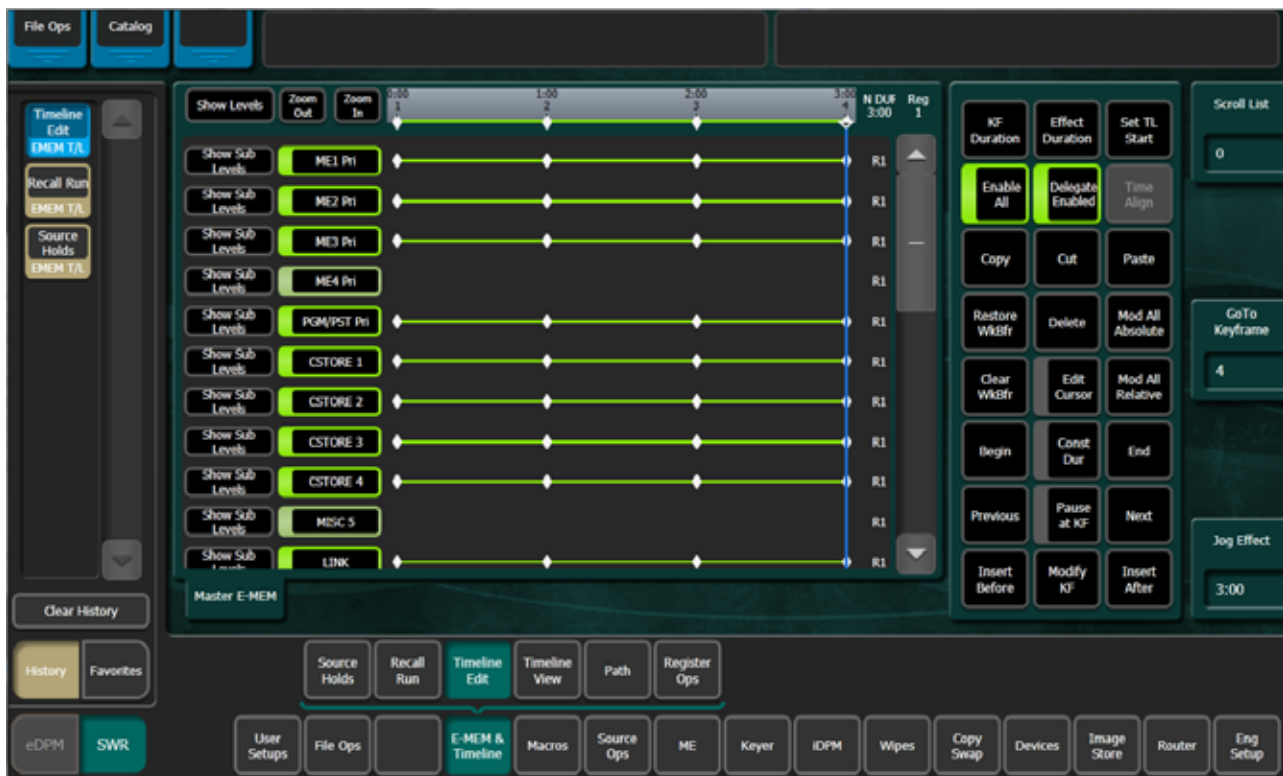 File Ops
Catalog
Timeline
Edit
EMEM T/L
Recall Run
EMEM T/L
Source
Holds
EMEM T/L
Clear History
History
Favorites
eDPM
SWR
Show Levels
Zoom
Out
Zoom
In
0:00
1
1:00
2
2:00
3
3:00
4
N DUF
3:00
Reg
1
Show Sub
Levels
ME1 Pri
R1
Show Sub
Levels
ME2 Pri
R1
Show Sub
Levels
ME3 Pri
R1
Show Sub
Levels
ME4 Pri
R1
Show Sub
Levels
PGM/PST Pri
R1
Show Sub
Levels
CSTORE 1
R1
Show Sub
Levels
CSTORE 2
R1
Show Sub
Levels
CSTORE 3
R1
Show Sub
Levels
CSTORE 4
R1
Show Sub
Levels
MISC 5
R1
Show Sub
Levels
LINK
R1
Master E-MEM
KF
Duration
Effect
Duration
Set TL
Start
Enable
All
Delegate
Enabled
Time
Align
Copy
Cut
Paste
Restore
WkBfr
Delete
Mod All
Absolute
Clear
WkBfr
Edit
Cursor
Mod All
Relative
Begin
Const
Dur
End
Previous
Pause
at KF
Next
Insert
Before
Modify
KF
Insert
After
Scroll List
0
GoTo
Keyframe
4
Jog Effect
3:00
Source
Holds
Recall
Run
Timeline
Edit
Timeline
View
Path
Register
Ops
User
Setups
File Ops
E-MEM &
Timeline
Macros
Source
Ops
ME
Keyer
iDPM
Wipes
Copy
Swap
Devices
Image
Store
Router
Eng
Setup